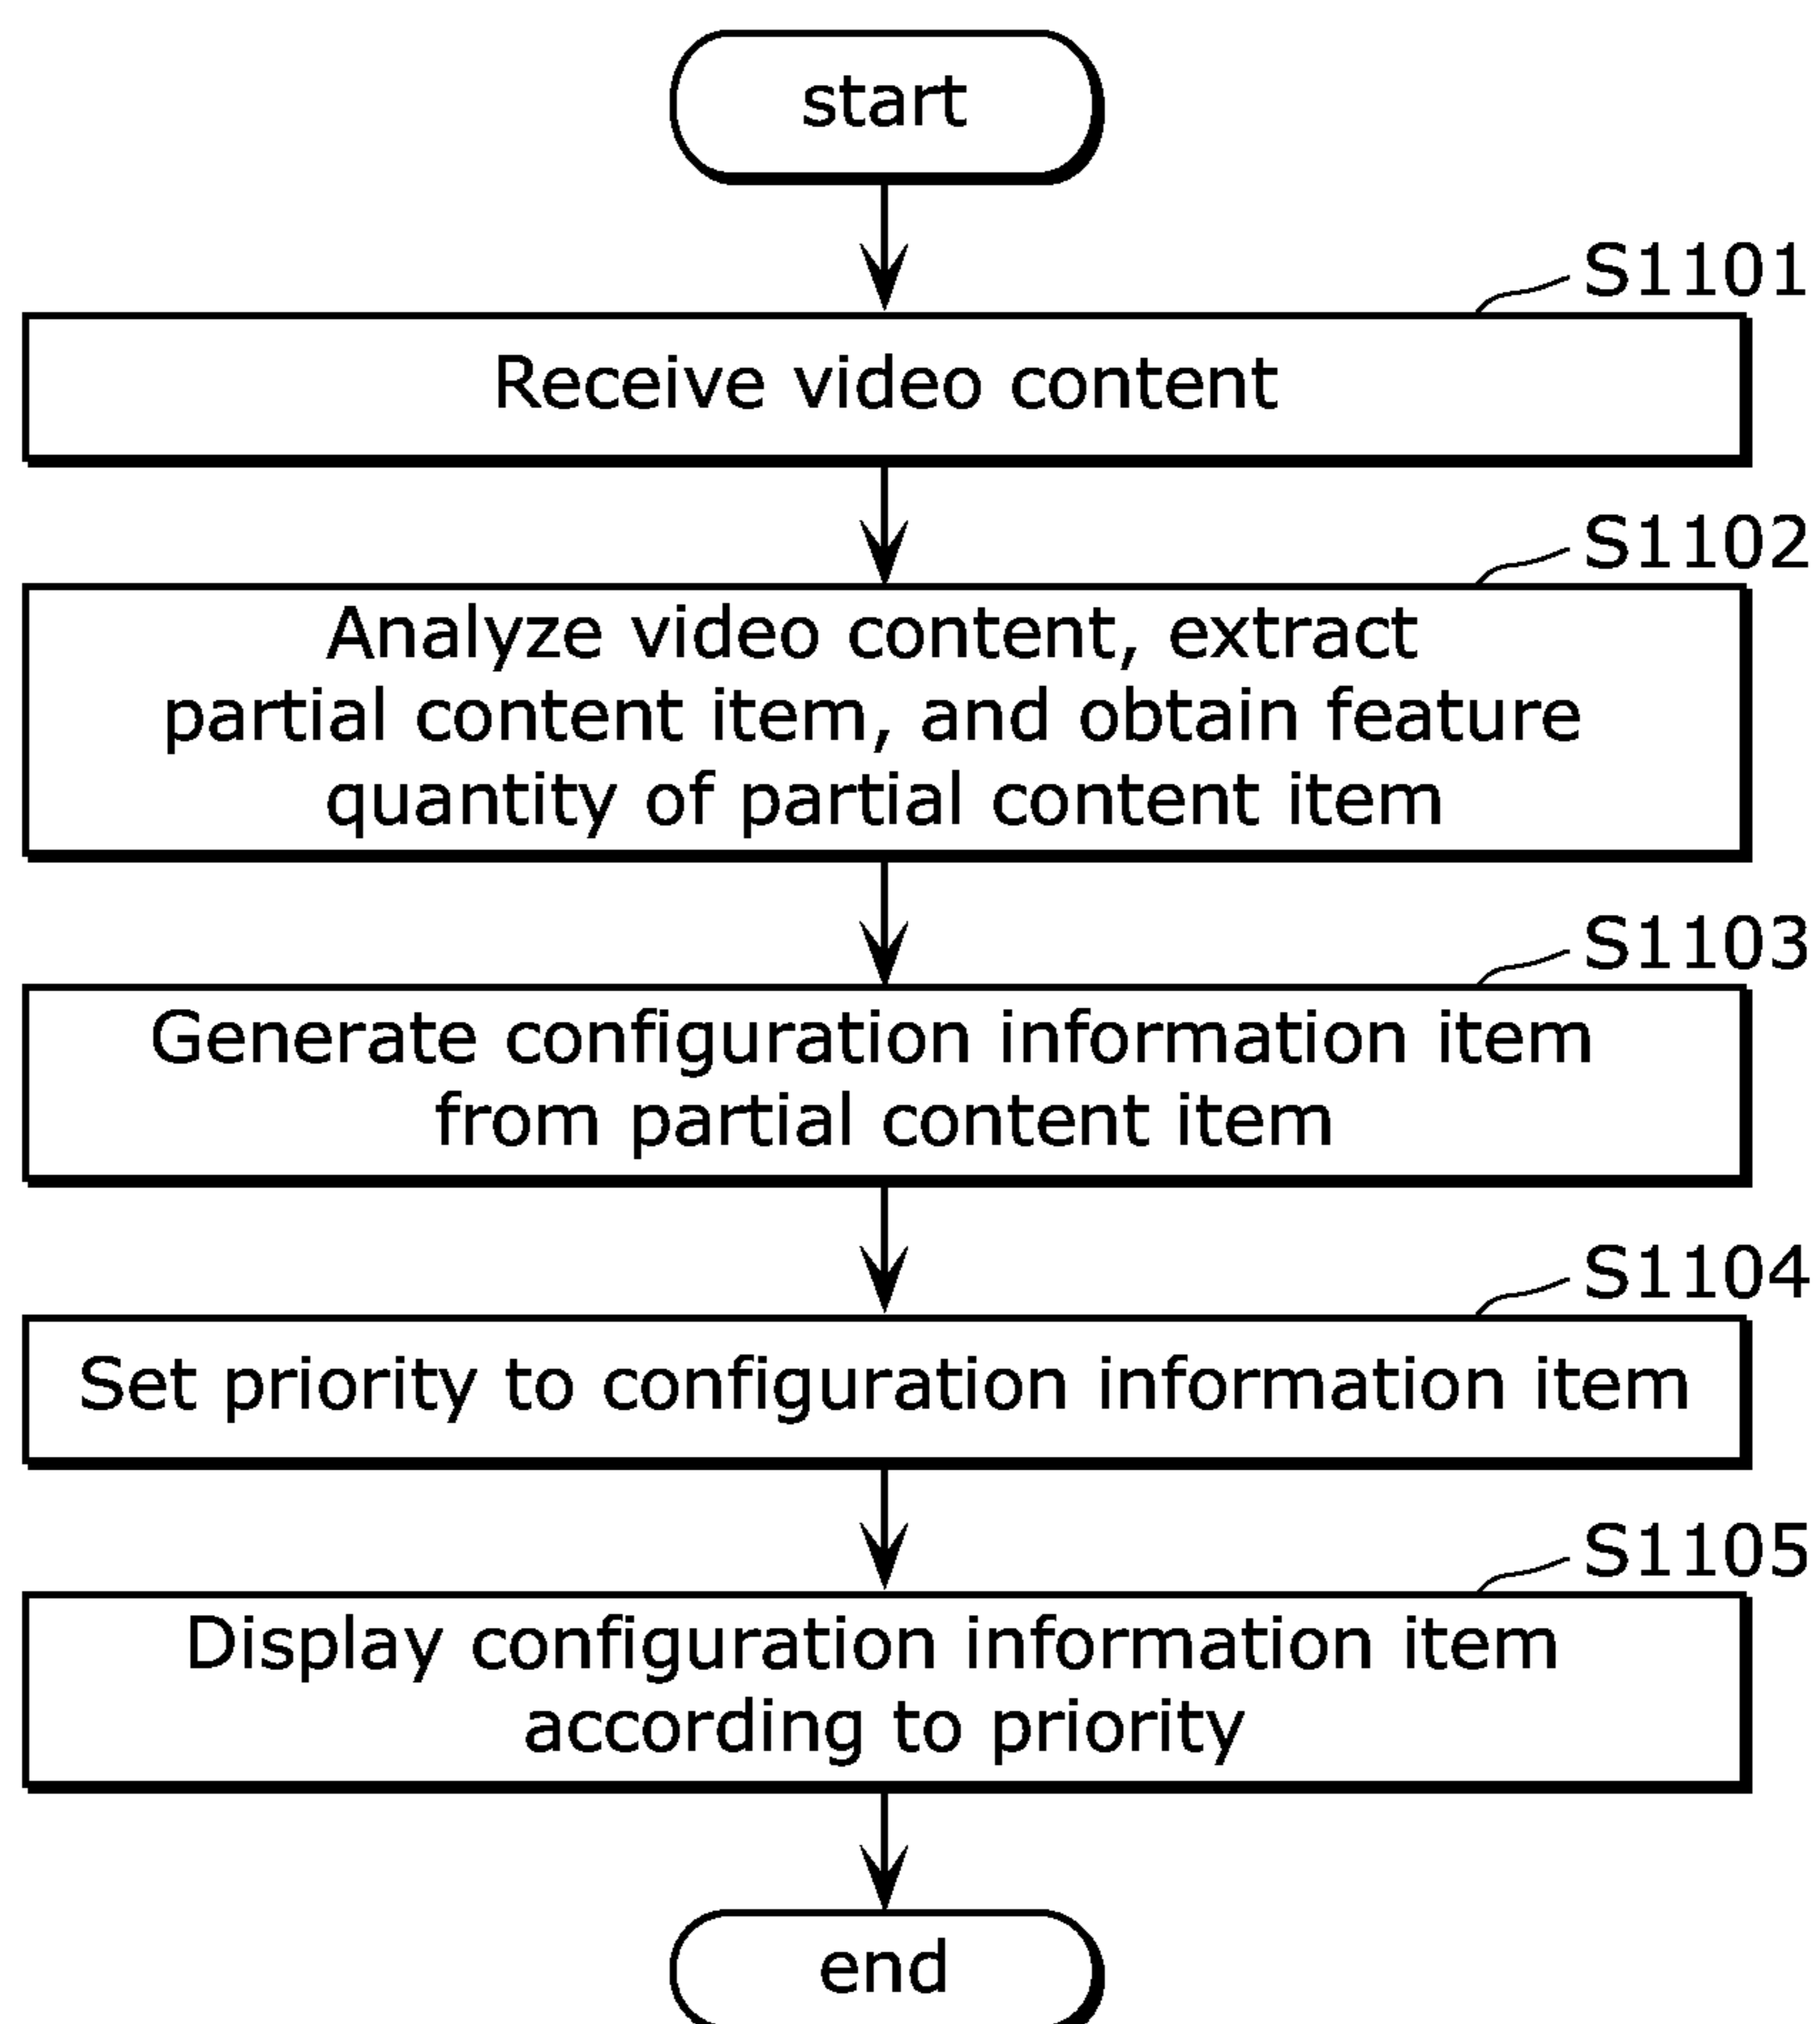 start
S1101
Receive video content
S1102
Analyze video content, extract
partial content item, and obtain feature
quantity of partial content item
S1103
Generate configuration information item
from partial content item
S1104
Set priority to configuration information item
S1105
Display configuration information item
according to priority
end